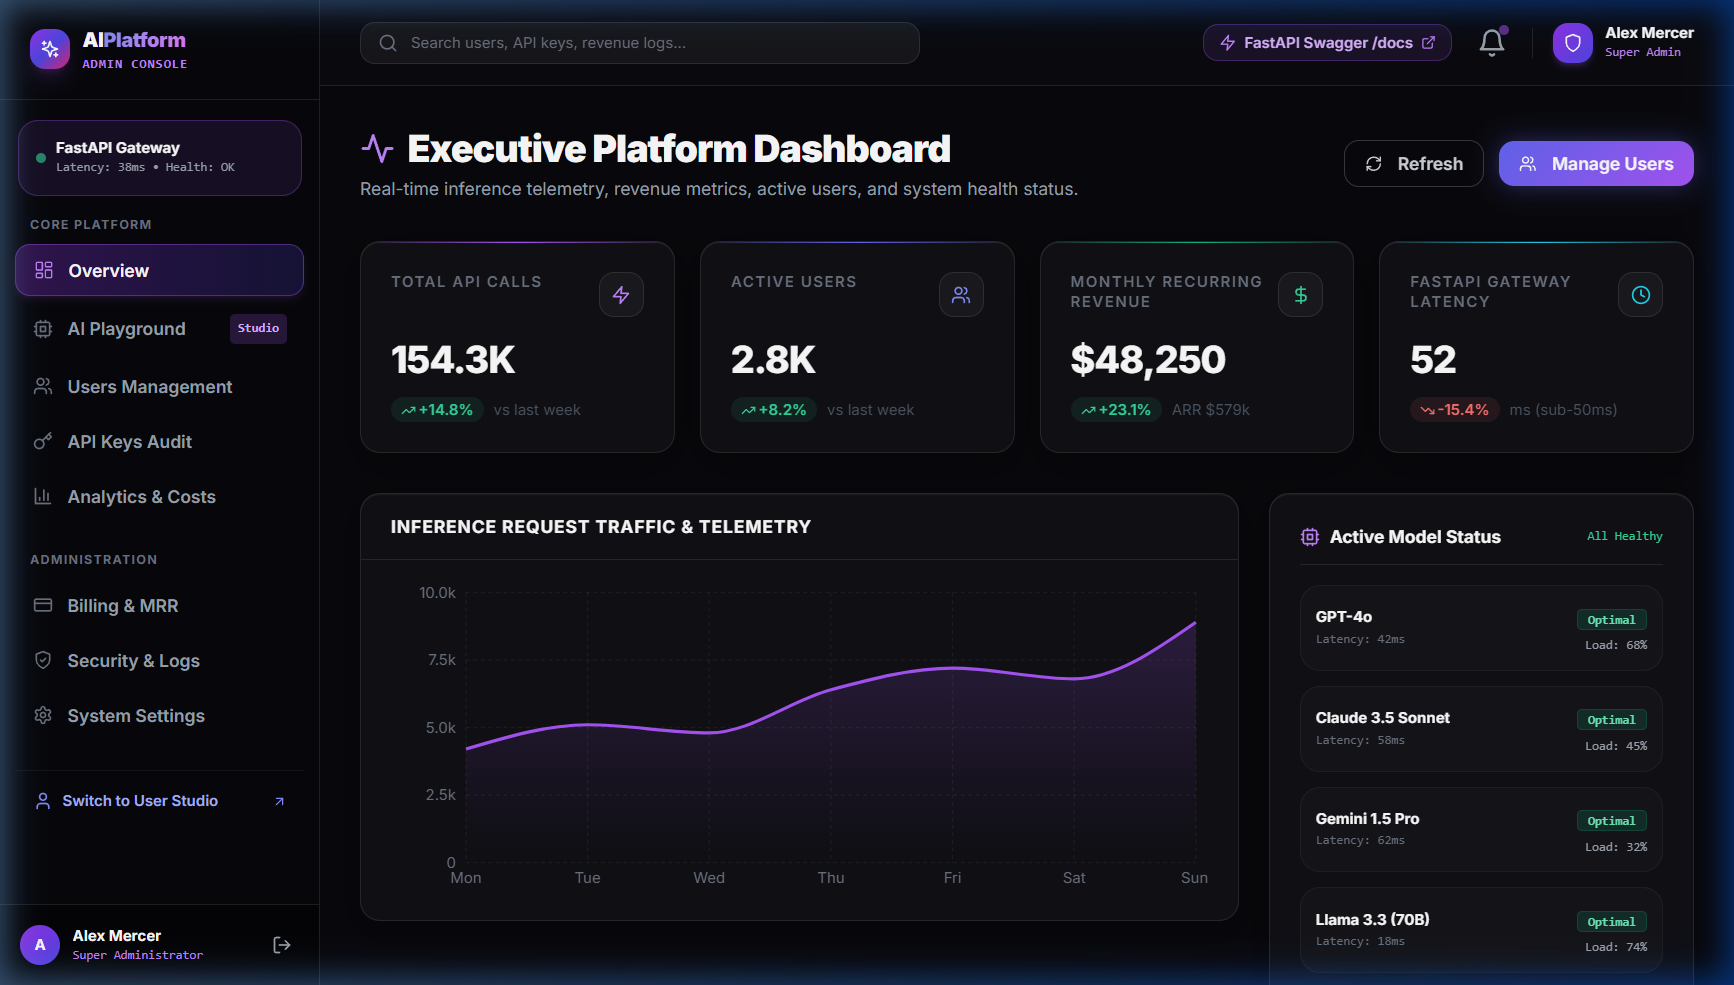 AIPlatform
ADMIN CONSOLE
Search users, API keys, revenue logs...
FastAPI Swagger /docs
Alex Mercer
Super Admin
FastAPI Gateway
Latency: 38ms • Health: OK
CORE PLATFORM
Overview
AI Playground
Studio
Users Management
API Keys Audit
Analytics & Costs
ADMINISTRATION
Billing & MRR
Security & Logs
System Settings
Switch to User Studio
A
Alex Mercer
Super Administrator
Executive Platform Dashboard
Real-time inference telemetry, revenue metrics, active users, and system health status.
Refresh
Manage Users
TOTAL API CALLS
154.3K
+14.8% vs last week
ACTIVE USERS
2.8K
+8.2% vs last week
MONTHLY RECURRING
REVENUE
$48,250
+23.1% ARR $579k
FASTAPI GATEWAY
LATENCY
52
-15.4% ms (sub-50ms)
INFERENCE REQUEST TRAFFIC & TELEMETRY
10.0k
7.5k
5.0k
2.5k
0
Mon Tue Wed Thu Fri Sat Sun
Active Model Status
All Healthy
GPT-4o
Latency: 42ms
Optimal
Load: 68%
Claude 3.5 Sonnet
Latency: 58ms
Optimal
Load: 45%
Gemini 1.5 Pro
Latency: 62ms
Optimal
Load: 32%
Llama 3.3 (70B)
Latency: 18ms
Optimal
Load: 74%